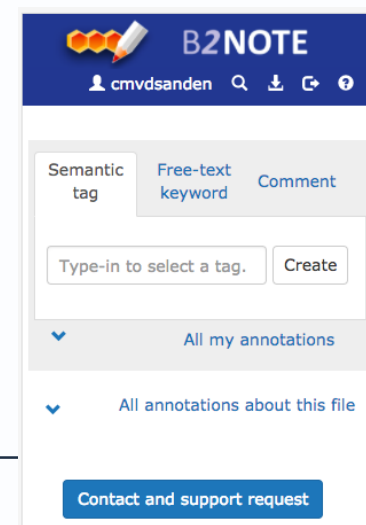 B2NOTE
cmvdsanden
Semantic tag
Free-text keyword
Comment
Type-in to select a tag.
Create
All my annotations
All annotations about this file
Contact and support request